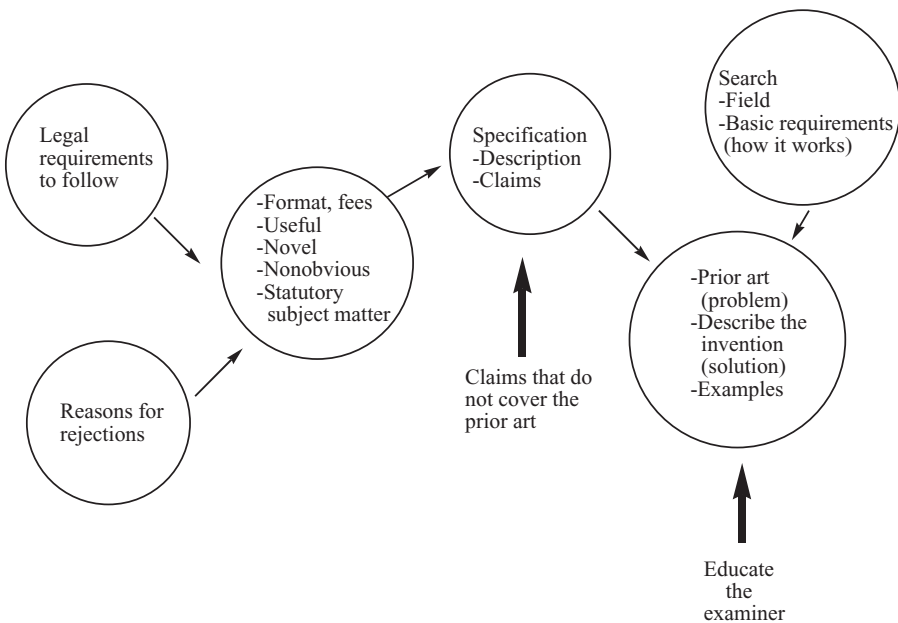 Legal
requirements
to follow
Reasons for
rejections
-Format, fees
-Useful
-Novel
-Nonobvious
-Statutory
subject matter
Specification
-Description
-Claims
Claims that do
not cover the
prior art
Search
-Field
-Basic requirements
(how it works)
-Prior art
(problem)
-Describe the
invention
(solution)
-Examples
Educate
the
examiner